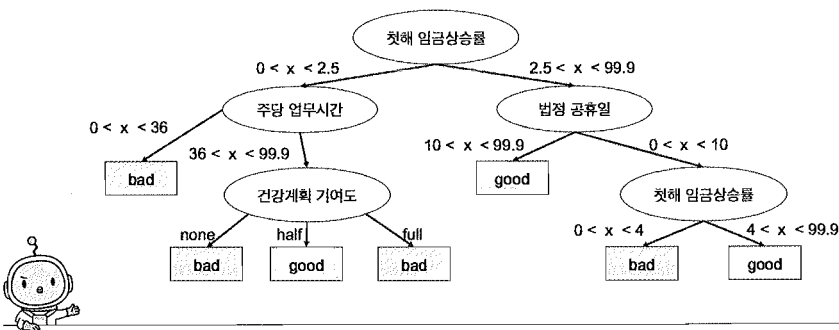 첫해 임금상승률
0 < x < 2.5
2.5 < x < 99.9
주당 업무시간
법정 공휴일
0 < x < 36
36 < x < 99.9
10 < x < 99.9
0 < x < 10
bad
건강계획 기여도
good
첫해 임금상승률
none
half
full
0 < x < 4
4 < x < 99.9
bad
good
bad
bad
good